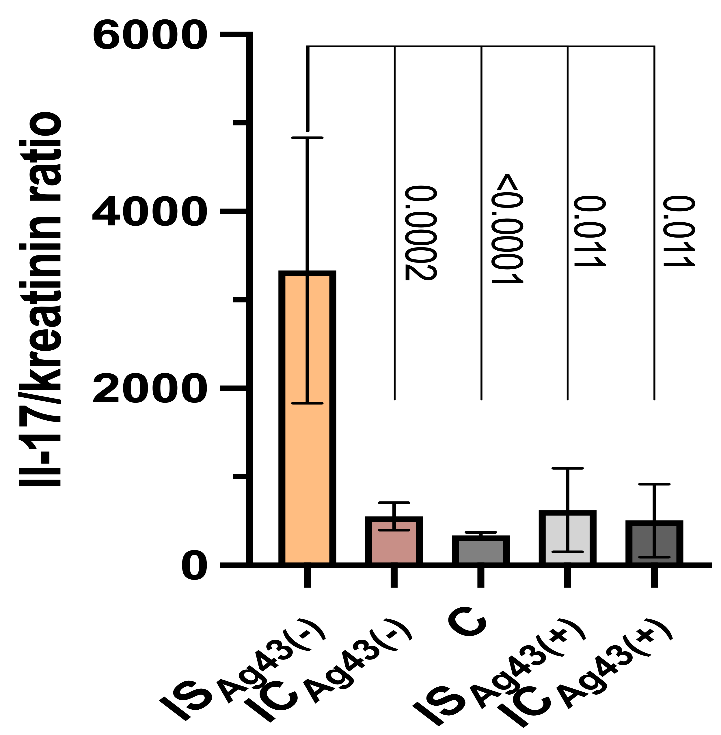 6000
4000
2000
0
Il-17/kreatinin ratio
0.0002
<0.0001
0.011
0.011
IS Ag43(-)
IC Ag43(-)
C
IS Ag43(+)
IC Ag43(+)